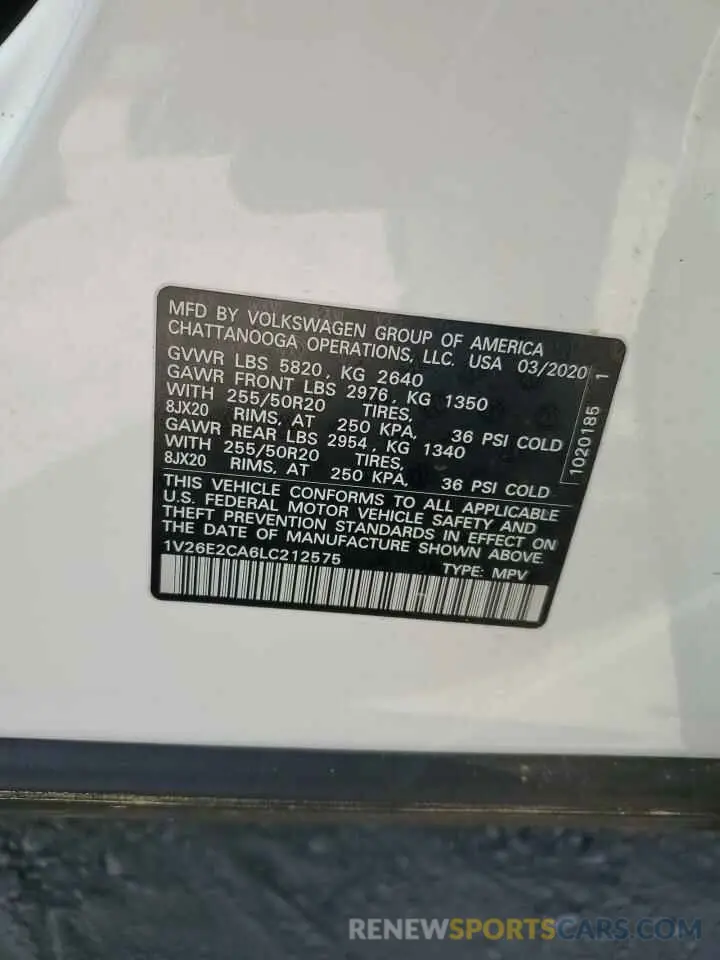 MFD BY VOLKSWAGEN GROUP OF AMERICA
CHATTANOOGA OPERATIONS, LLC. USA 03/2020
GVWR LBS 5820, KG 2640
GAWR FRONT LBS 2976, KG 1350
WITH 255/50R20 TIRES,
8JX20 RIMS, AT 250 KPA, 36 PSI COLD
GAWR REAR LBS 2954, KG 1340
WITH 255/50R20 TIRES,
8JX20 RIMS, AT 250 KPA, 36 PSI COLD
1020185 1
THIS VEHICLE CONFORMS TO ALL APPLICABLE
U.S. FEDERAL MOTOR VEHICLE SAFETY AND
THEFT PREVENTION STANDARDS IN EFFECT ON
THE DATE OF MANUFACTURE SHOWN ABOVE.
1V26E2CA6LC212575 TYPE: MPV
RENEWSPORTSCARS.COM